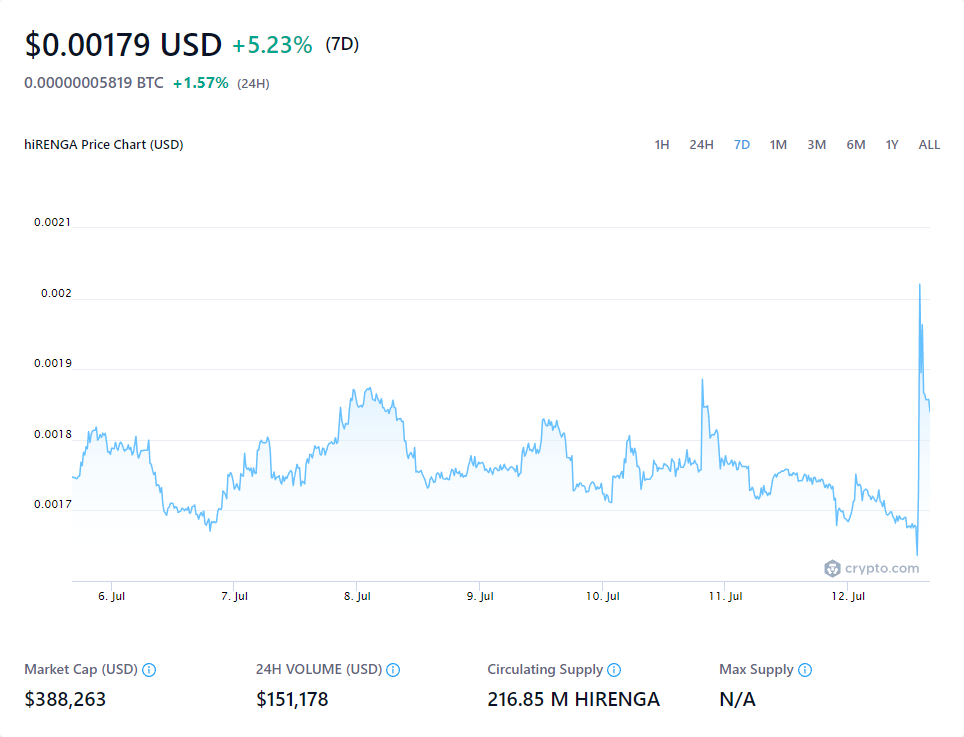 $0.00179 USD +5.23% (7D)
0.00000005819 BTC +1.57% (24H)
hiRENGA Price Chart (USD) 1H 24H 7D 1M 3M 6M 1Y ALL
0.0021
0.002
0.0019
0.0018
0.0017
crypto.com
6. Jul 7. Jul 8. Jul 9. Jul 10. Jul 11. Jul 12. Jul
Market Cap (USD) 24H VOLUME (USD) Circulating Supply Max Supply
$388,263 $151,178 216.85 M HIRENGA N/A